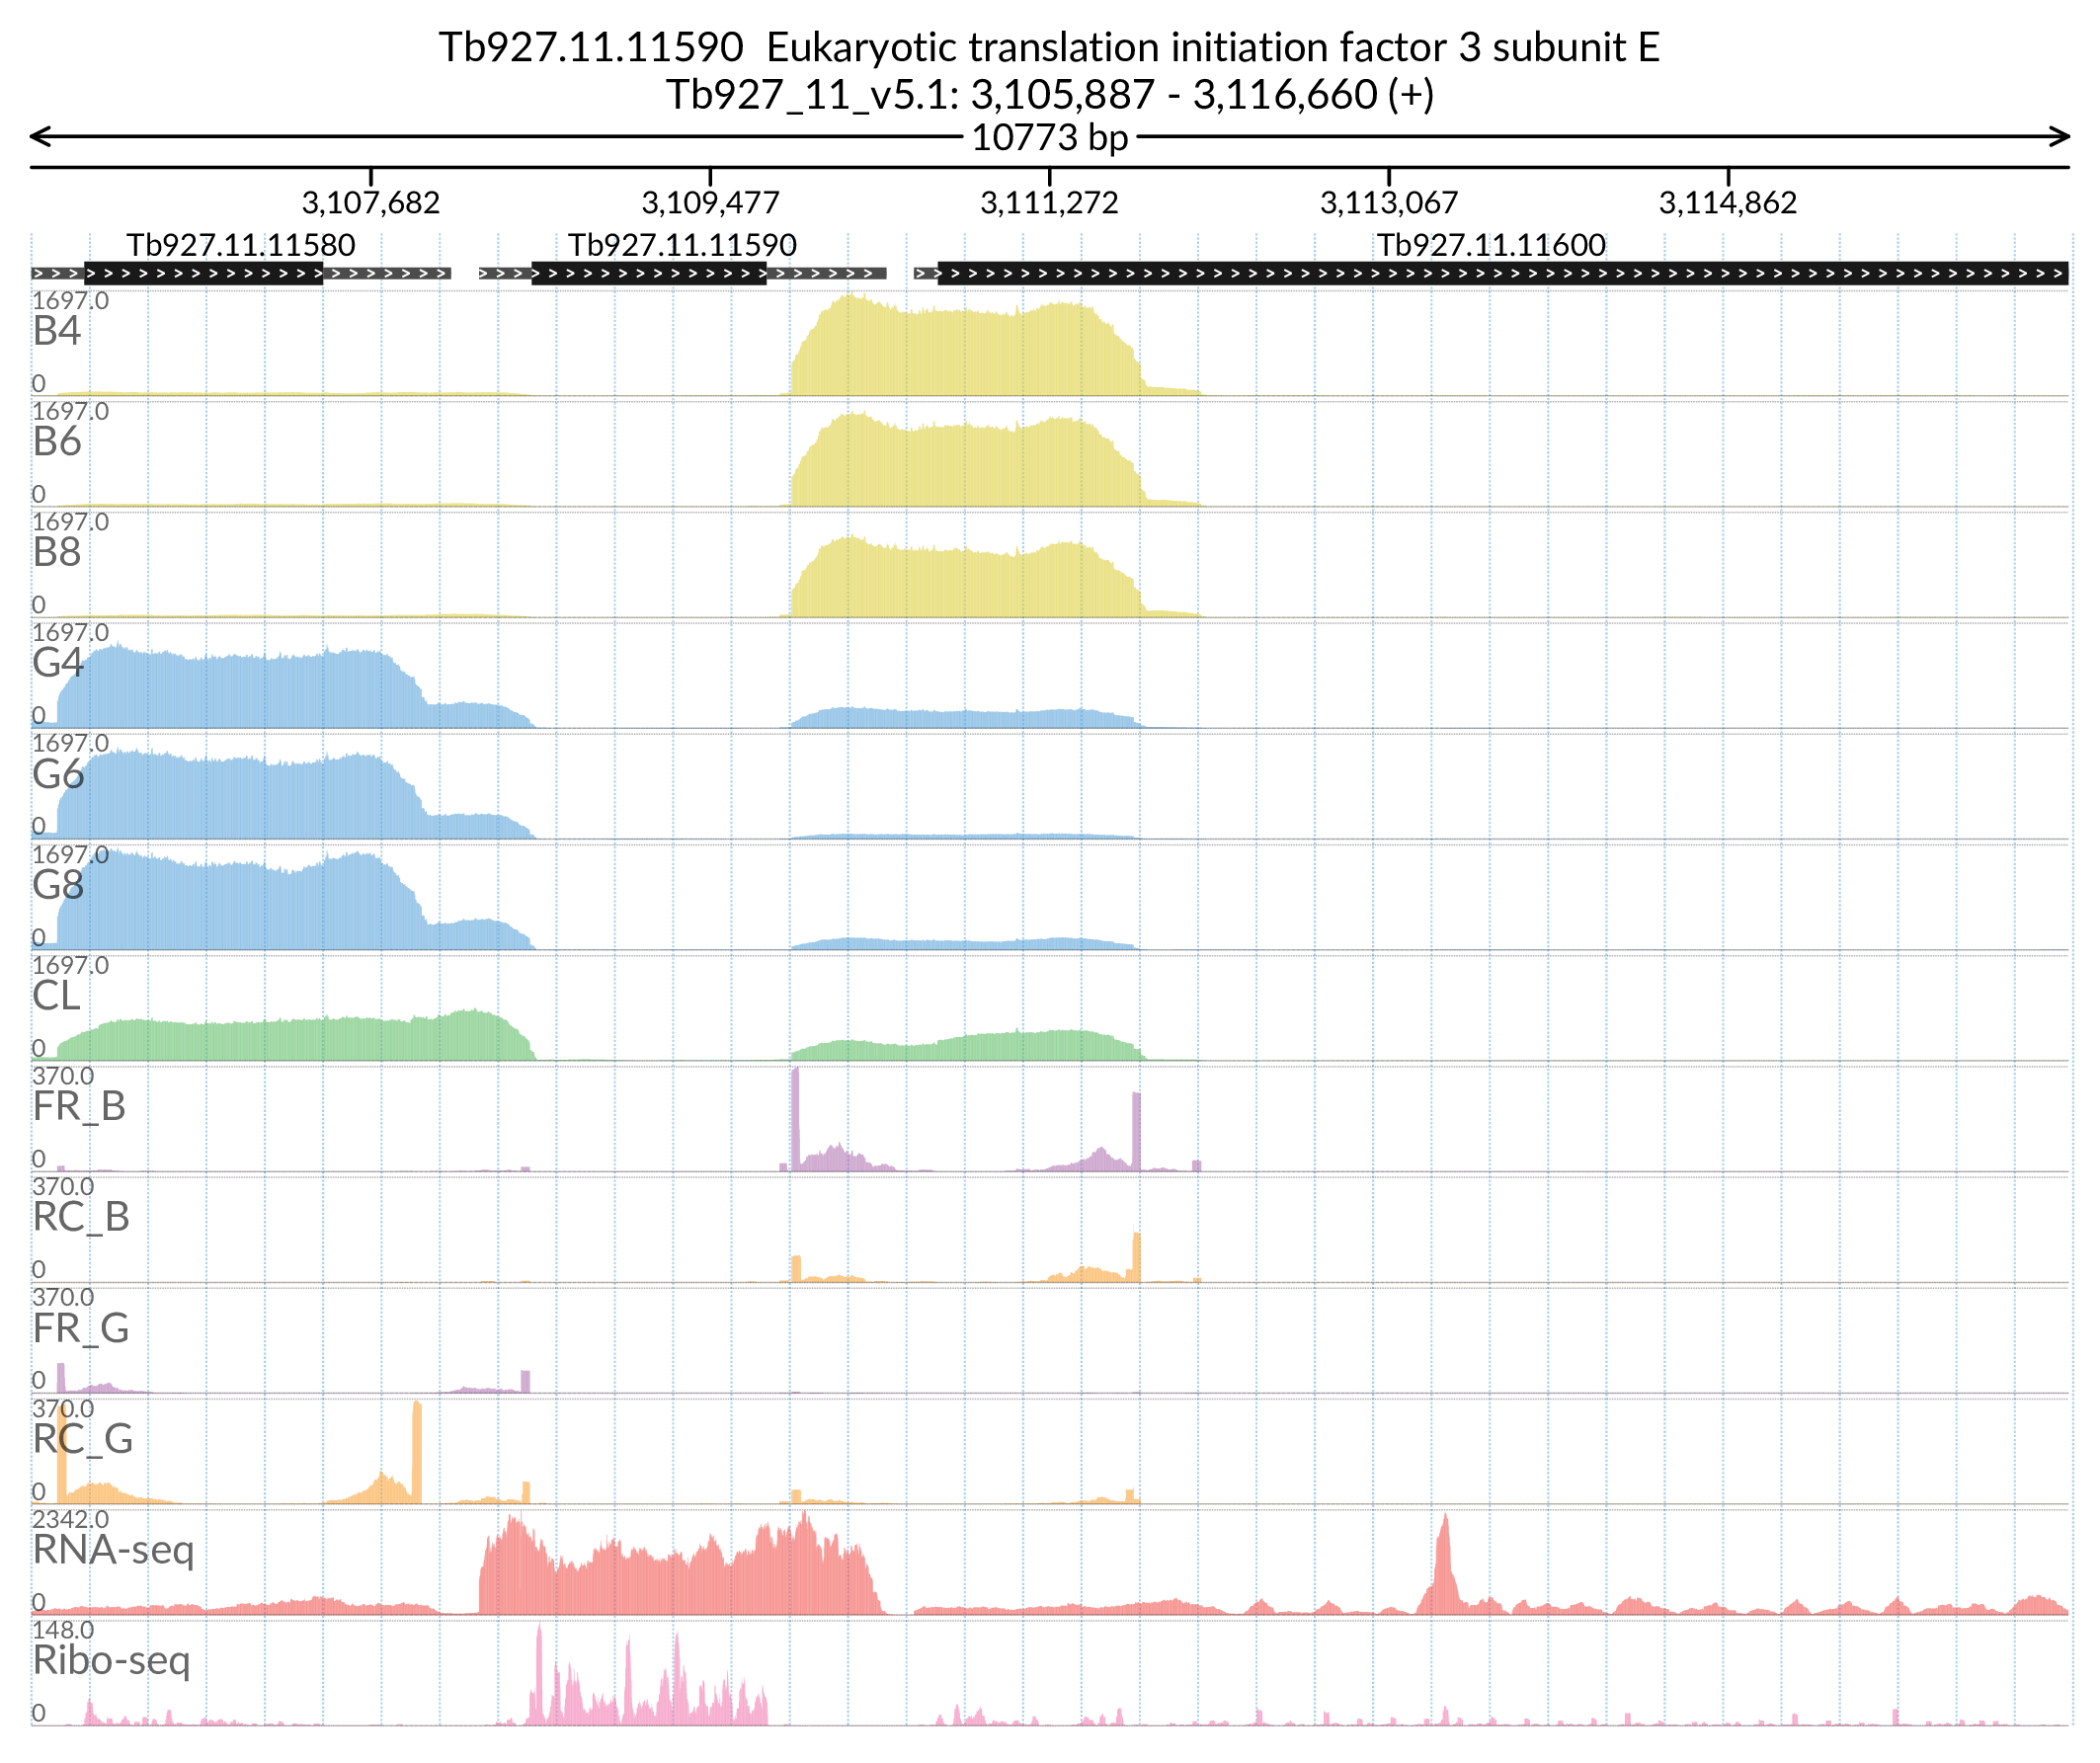 Tb927.11.11590 Eukaryotic translation initiation factor 3 subunit E
Tb927_11_v5.1: 3,105,887 - 3,116,660 (+)
10773 bp
3,107,682 3,109,477 3,111,272 3,113,067 3,114,862
Tb927.11.11580 Tb927.11.11590 Tb927.11.11600
1697.0
B4
0
1697.0
B6
0
1697.0
B8
0
1697.0
G4
0
1697.0
G6
0
1697.0
G8
0
1697.0
CL
0
370.0
FR_B
0
370.0
RC_B
0
370.0
FR_G
0
370.0
RC_G
0
2342.0
RNA-seq
0
148.0
Ribo-seq
0